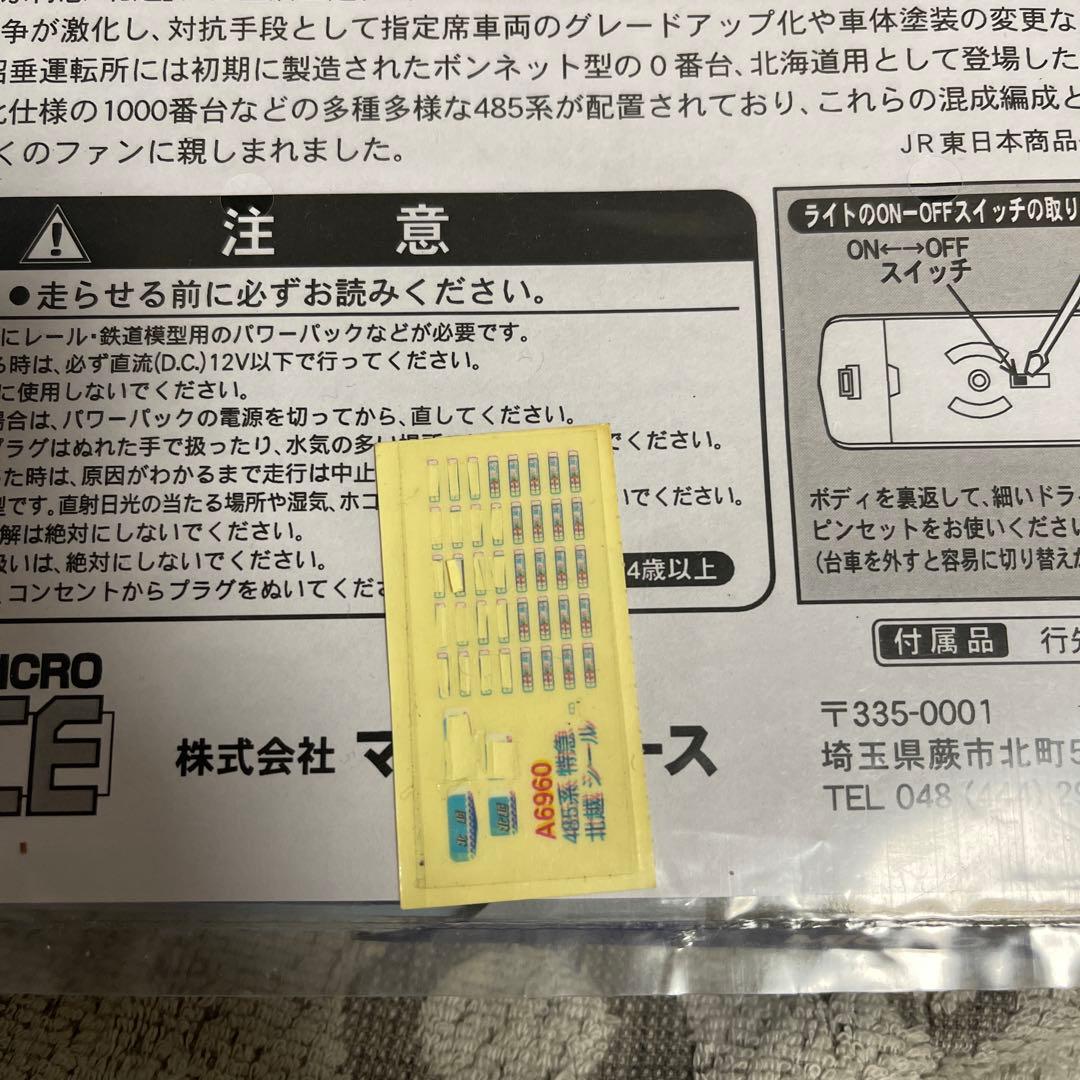 争が激化し、対抗手段として指定席車両のグレードアップ化や車体塗装の変更な
垂運転所には初期に製造されたボンネット型の0番台、北海道用として登場した
仕様の1000番台などの多種多様な485系が配置されており、これらの混成編成と
くのファンに親しまれました。
JR東日本商品
注意
●走らせる前に必ずお読みください。
にレール・鉄道模型用のパワーパックなどが必要です。
る時は、必ず直流(D.C.)12V以下で行ってください。
に使用しないでください。
場合は、パワーパックの電源を切ってから、直してください。
プラグはぬれた手で扱ったり、水気の多い場所 でください。
た時は、原因がわかるまで走行は中止
型です。直射日光の当たる場所や湿気、ホコ いでください。
解は絶対にしないでください。
扱いは、絶対にしないでください。
コンセントからプラグをぬいてくだ
4歳以上
ライトのON-OFFスイッチの取り
ON←→OFF
スイッチ
ボディを裏返して、細いドラ
ピンセットをお使いください
(台車を外すと容易に切り替え
付属品 行先
ICRO
CE
株式会社 マ ース
〒335-0001
埼玉県蕨市北町5
TEL 048
A6960
485系 特急
北越 シール
北越
北越